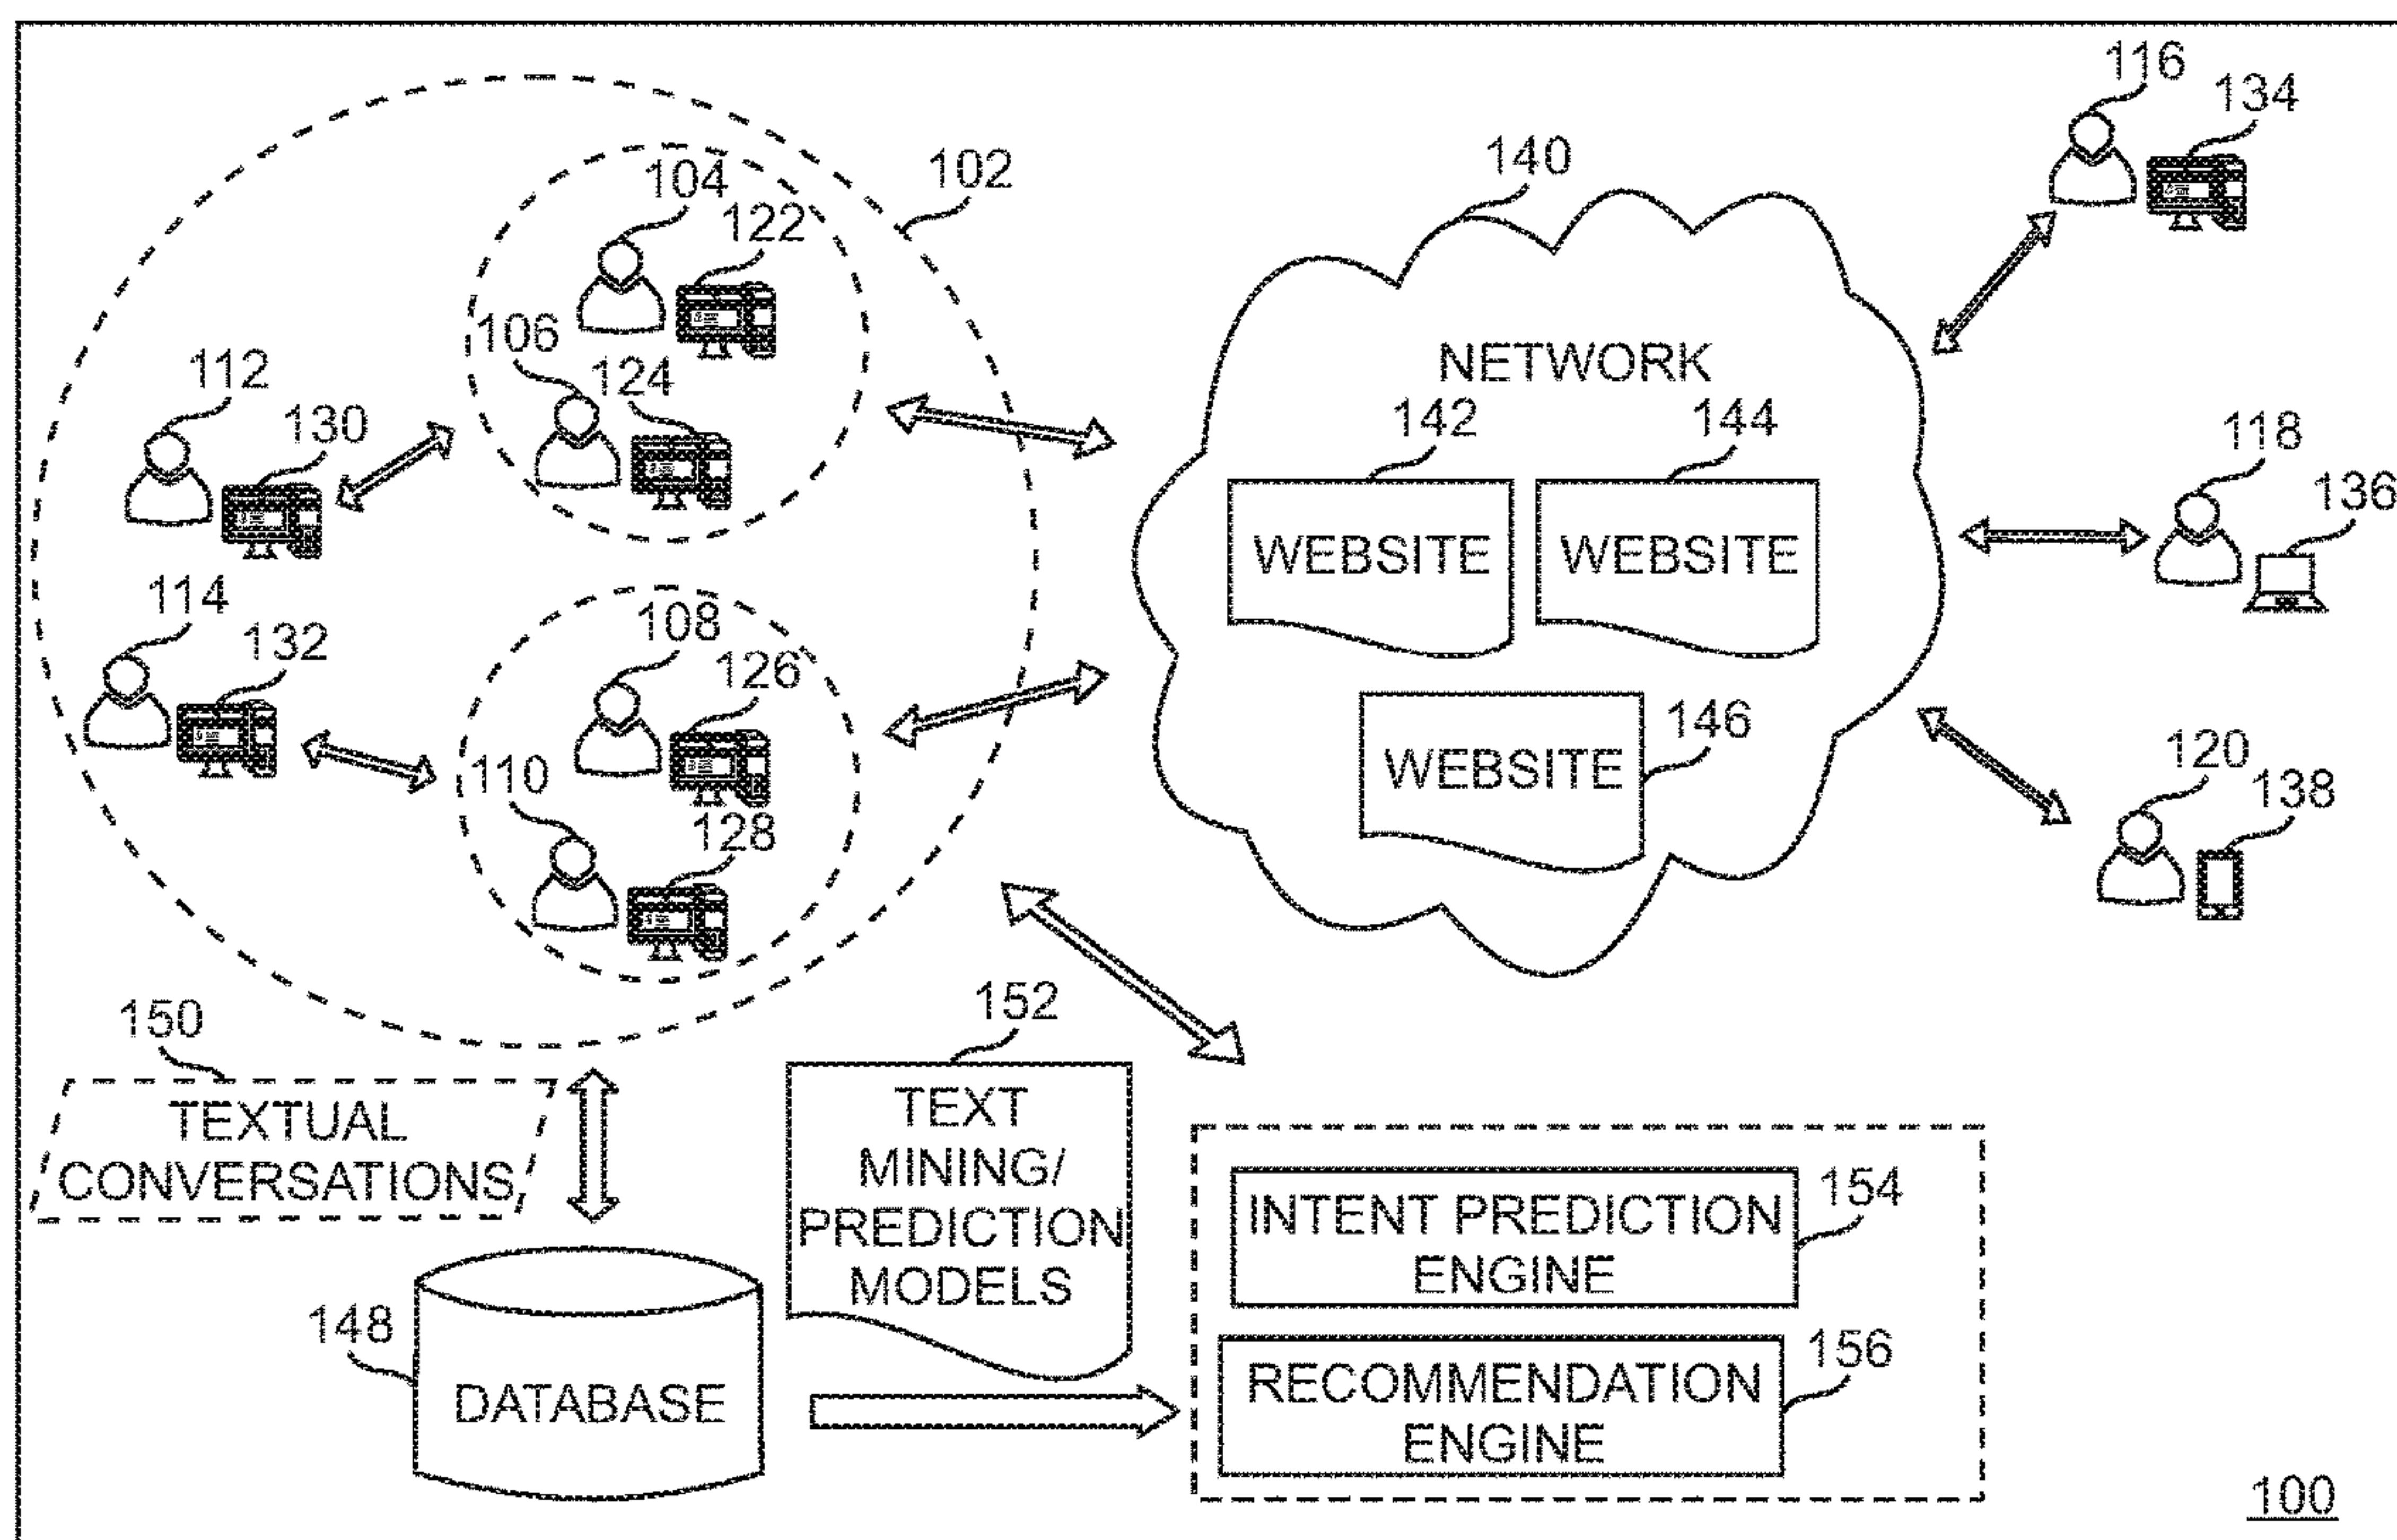 116
134
104
102
140
122
106
124
112
130
NETWORK
142
144
118
136
WEBSITE
WEBSITE
114
132
108
126
146
WEBSITE
120
138
110
128
150
152
TEXTUAL
CONVERSATIONS
TEXT
MINING/
PREDICTION
MODELS
INTENT PREDICTION
ENGINE
154
148
DATABASE
RECOMMENDATION
ENGINE
156
100